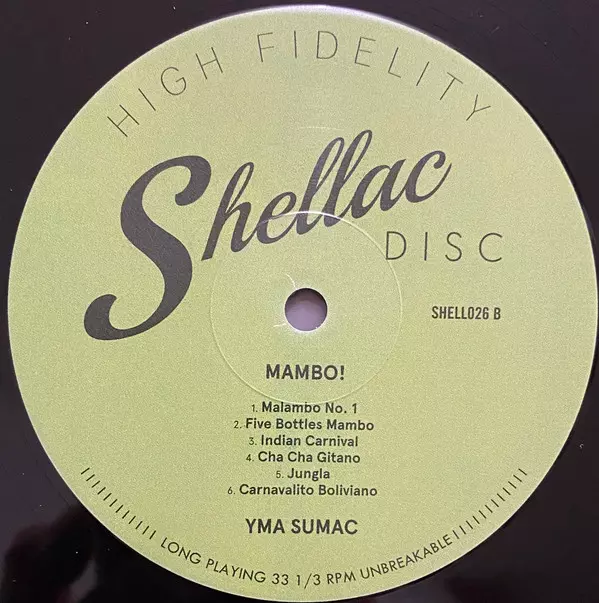 HIGH FIDELITY
Shellac
DISC
SHELL026 B
MAMBO!
1. Malambo No. 1
2. Five Bottles Mambo
3. Indian Carnival
4. Cha Cha Gitano
5. Jungla
6. Carnavalito Boliviano
YMA SUMAC
LONG PLAYING 33 1/3 RPM UNBREAKABLE